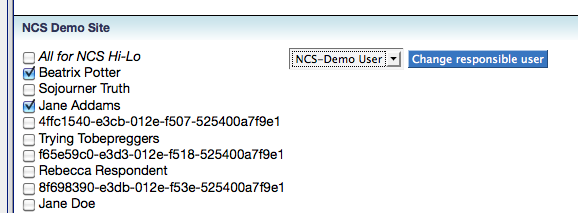 NCS Demo Site
All for NCS Hi-Lo
NCS-Demo User
Change responsible user
Beatrix Potter
Sojourner Truth
Jane Addams
4ffc1540-e3cb-012e-f507-525400a7f9e1
Trying Tobepreggers
f65e59c0-e3d3-012e-f518-525400a7f9e1
Rebecca Respondent
8f698390-e3db-012e-f53e-525400a7f9e1
Jane Doe